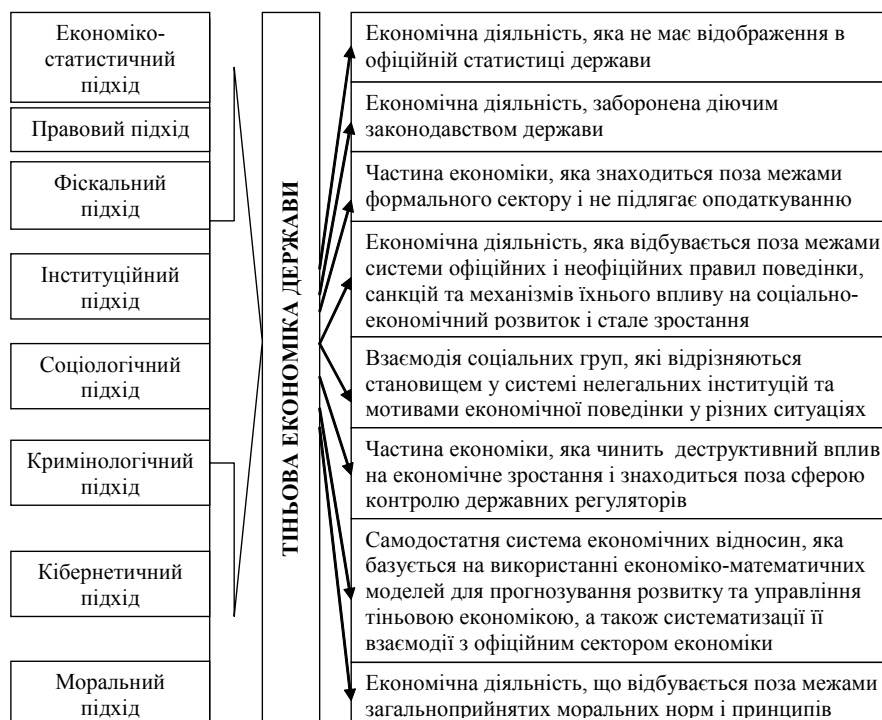 Економіко-
статистичний
підхід
Правовий підхід
Фіскальний
підхід
Інституційний
підхід
Соціологічний
підхід
Кримінологічний
підхід
Кібернетичний
підхід
Моральний
підхід
ТІНЬОВА ЕКОНОМІКА ДЕРЖАВИ
Економічна діяльність, яка не має відображення в
офіційній статистиці держави
Економічна діяльність, заборонена діючим
законодавством держави
Частина економіки, яка знаходиться поза межами
формального сектору і не підлягає оподаткуванню
Економічна діяльність, яка відбувається поза межами
системи офіційних і неофіційних правил поведінки,
санкцій та механізмів їхнього впливу на соціально-
економічний розвиток і стале зростання
Взаємодія соціальних груп, які відрізняються
становищем у системі нелегальних інституцій та
мотивами економічної поведінки у різних ситуаціях
Частина економіки, яка чинить деструктивний вплив
на економічне зростання і знаходиться поза сферою
контролю державних регуляторів
Самодостатня система економічних відносин, яка
базується на використанні економіко-математичних
моделей для прогнозування розвитку та управління
тіньовою економікою, а також систематизації її
взаємодії з офіційним сектором економіки
Економічна діяльність, що відбувається поза межами
загальноприйнятих моральних норм і принципів